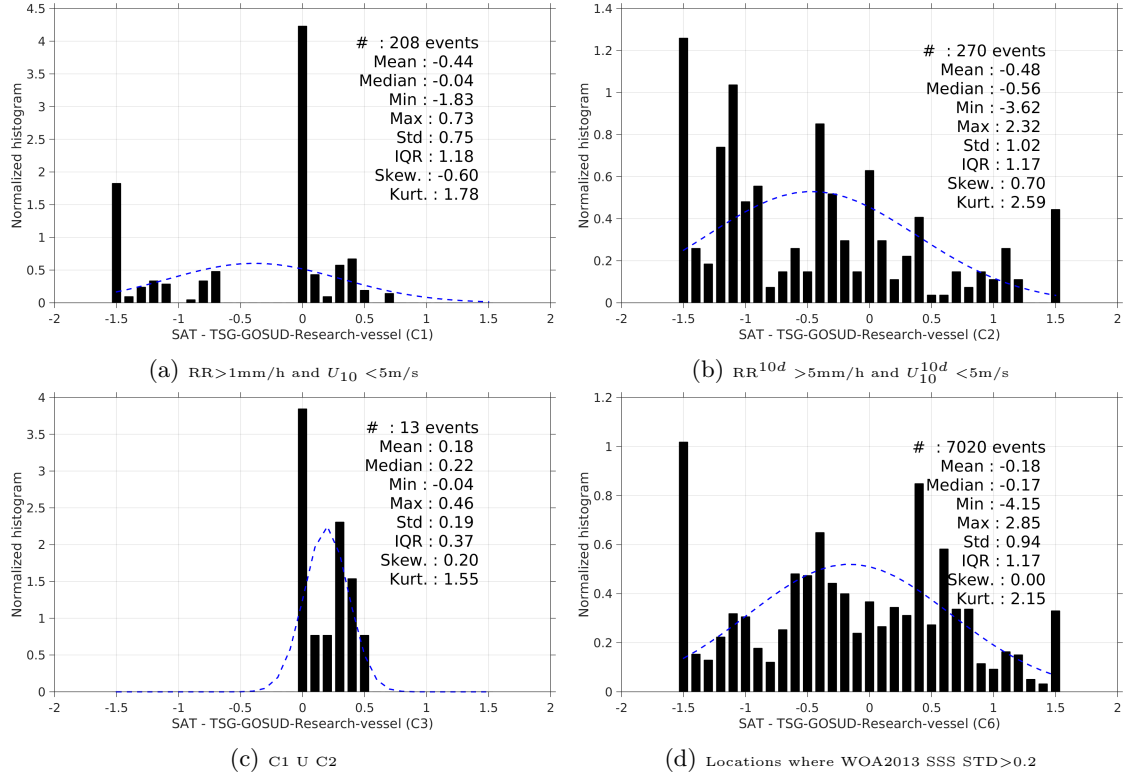 4.5
4
3.5
3
2.5
2
1.5
1
0.5
0
Normalized histogram
# : 208 events
Mean : -0.44
Median : -0.04
Min : -1.83
Max : 0.73
Std : 0.75
IQR : 1.18
Skew. : -0.60
Kurt. : 1.78
-2 -1.5 -1 -0.5 0 0.5 1 1.5 2
SAT - TSG-GOSUD-Research-vessel (C1)
(a) RR>1mm/h and U10 <5m/s
1.4
1.2
1
0.8
0.6
0.4
0.2
0
Normalized histogram
# : 270 events
Mean : -0.48
Median : -0.56
Min : -3.62
Max : 2.32
Std : 1.02
IQR : 1.17
Skew. : 0.70
Kurt. : 2.59
-2 -1.5 -1 -0.5 0 0.5 1 1.5 2
SAT - TSG-GOSUD-Research-vessel (C2)
(b) RR^10d >5mm/h and U10^10d <5m/s
4
3.5
3
2.5
2
1.5
1
0.5
0
Normalized histogram
# : 13 events
Mean : 0.18
Median : 0.22
Min : -0.04
Max : 0.46
Std : 0.19
IQR : 0.37
Skew. : 0.20
Kurt. : 1.55
-2 -1.5 -1 -0.5 0 0.5 1 1.5 2
SAT - TSG-GOSUD-Research-vessel (C3)
(c) C1 U C2
1.2
1
0.8
0.6
0.4
0.2
0
Normalized histogram
# : 7020 events
Mean : -0.18
Median : -0.17
Min : -4.15
Max : 2.85
Std : 0.94
IQR : 1.17
Skew. : 0.00
Kurt. : 2.15
-2 -1.5 -1 -0.5 0 0.5 1 1.5 2
SAT - TSG-GOSUD-Research-vessel (C6)
(d) Locations where WOA2013 SSS STD>0.2